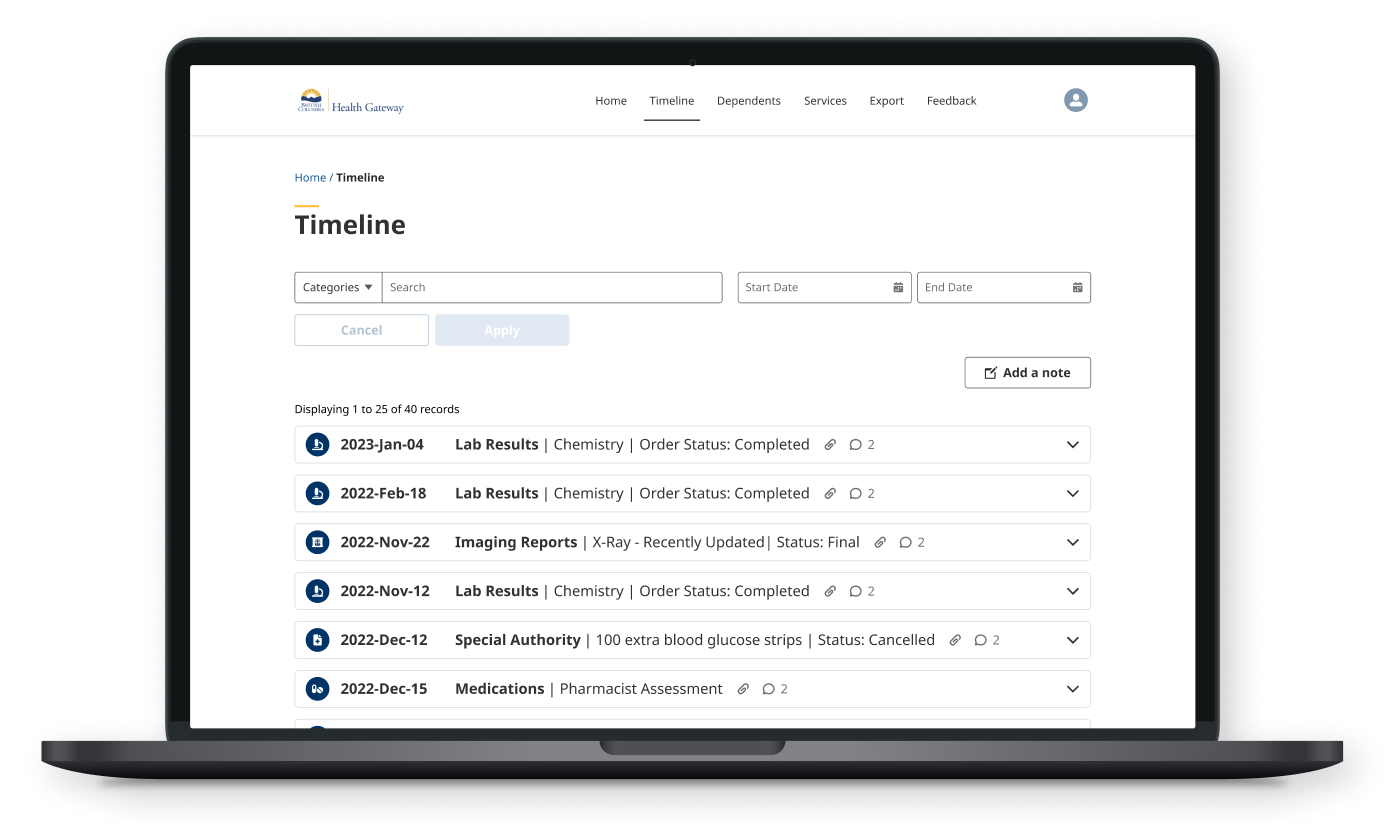 BRITISH
COLUMBIA
Health Gateway
Home Timeline Dependents Services Export Feedback
Home / Timeline
Timeline
Categories Search Start Date End Date
Cancel Apply
Add a note
Displaying 1 to 25 of 40 records
2023-Jan-04 Lab Results | Chemistry | Order Status: Completed 2
2022-Feb-18 Lab Results | Chemistry | Order Status: Completed 2
2022-Nov-22 Imaging Reports | X-Ray - Recently Updated| Status: Final 2
2022-Nov-12 Lab Results | Chemistry | Order Status: Completed 2
2022-Dec-12 Special Authority | 100 extra blood glucose strips | Status: Cancelled 2
2022-Dec-15 Medications | Pharmacist Assessment 2